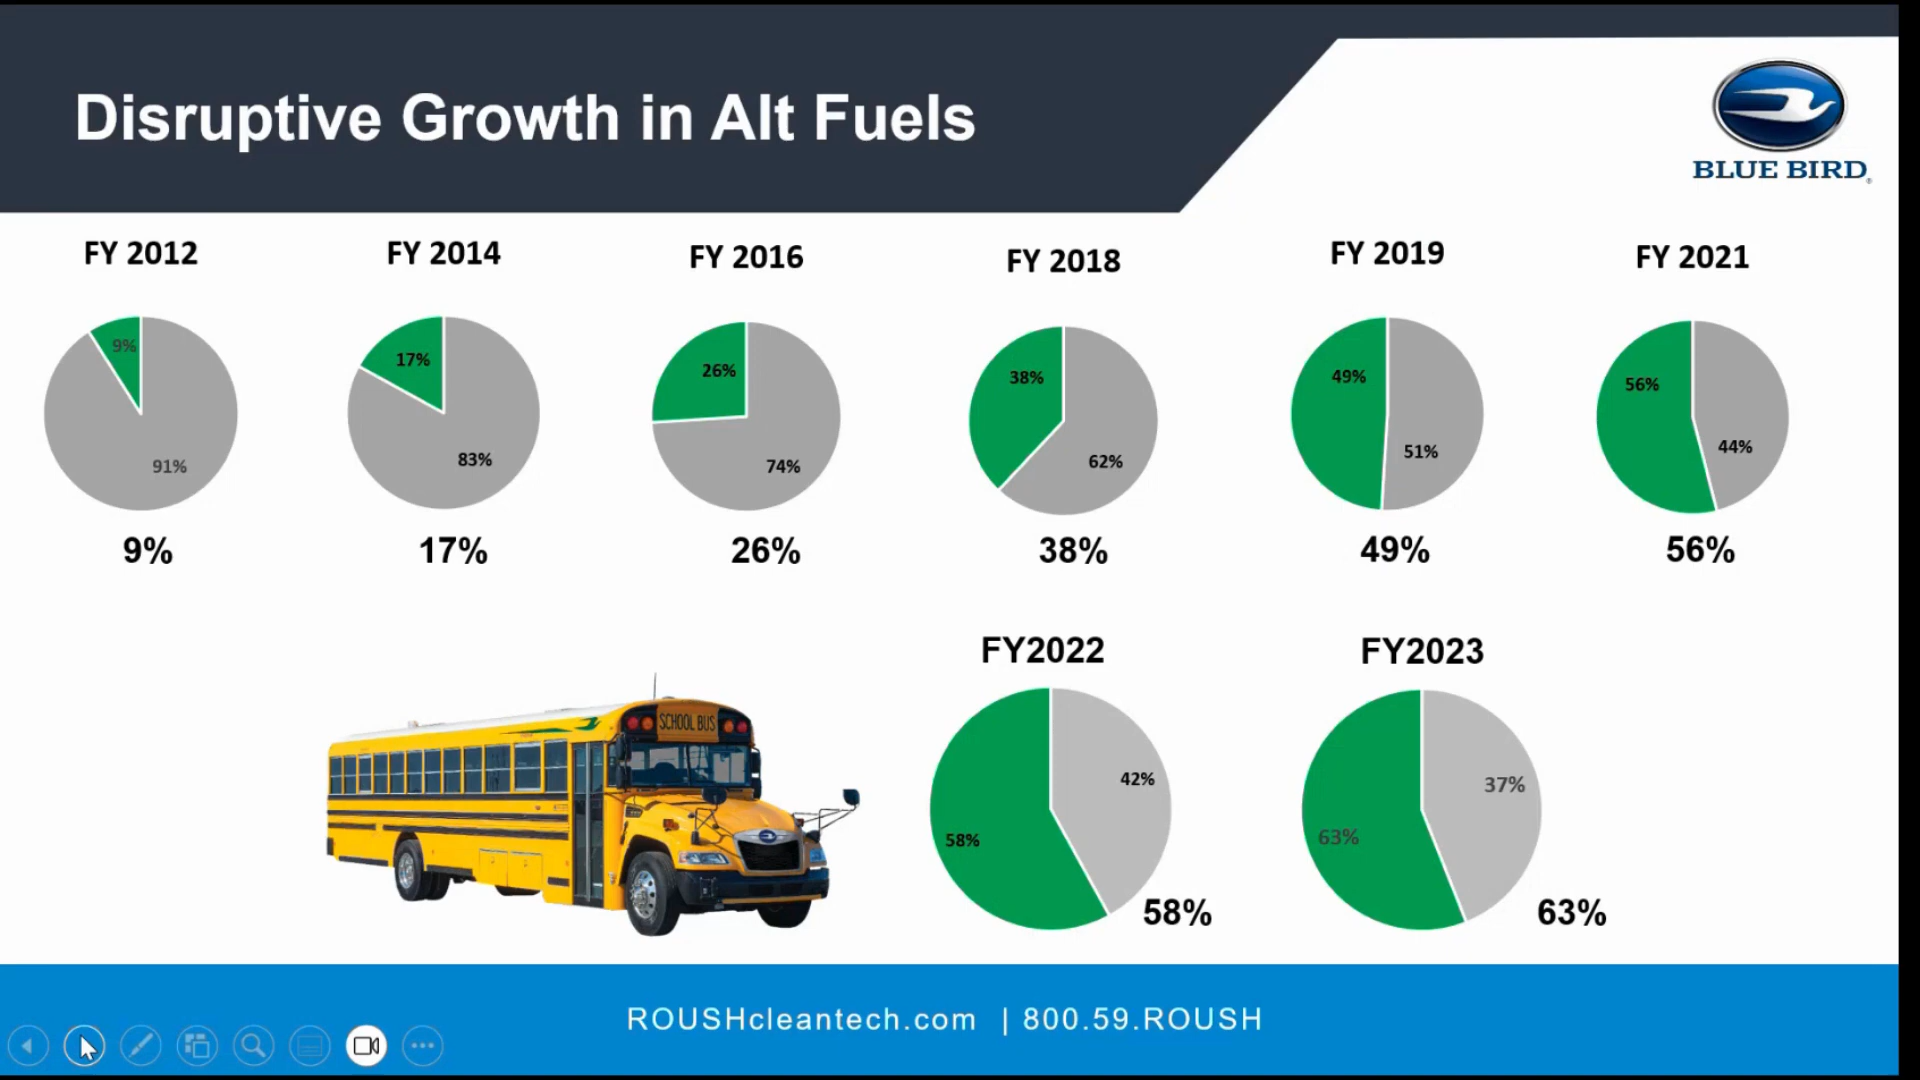 Disruptive Growth in Alt Fuels
BLUE BIRD
FY 2012
FY 2014
FY 2016
FY 2018
FY 2019
FY 2021
9%
91%
17%
83%
26%
74%
38%
62%
49%
51%
56%
44%
9%
17%
26%
38%
49%
56%
FY2022
FY2023
SCHOOL BUS
42%
58%
37%
63%
58%
63%
ROUSHcleantech.com | 800.59.ROUSH